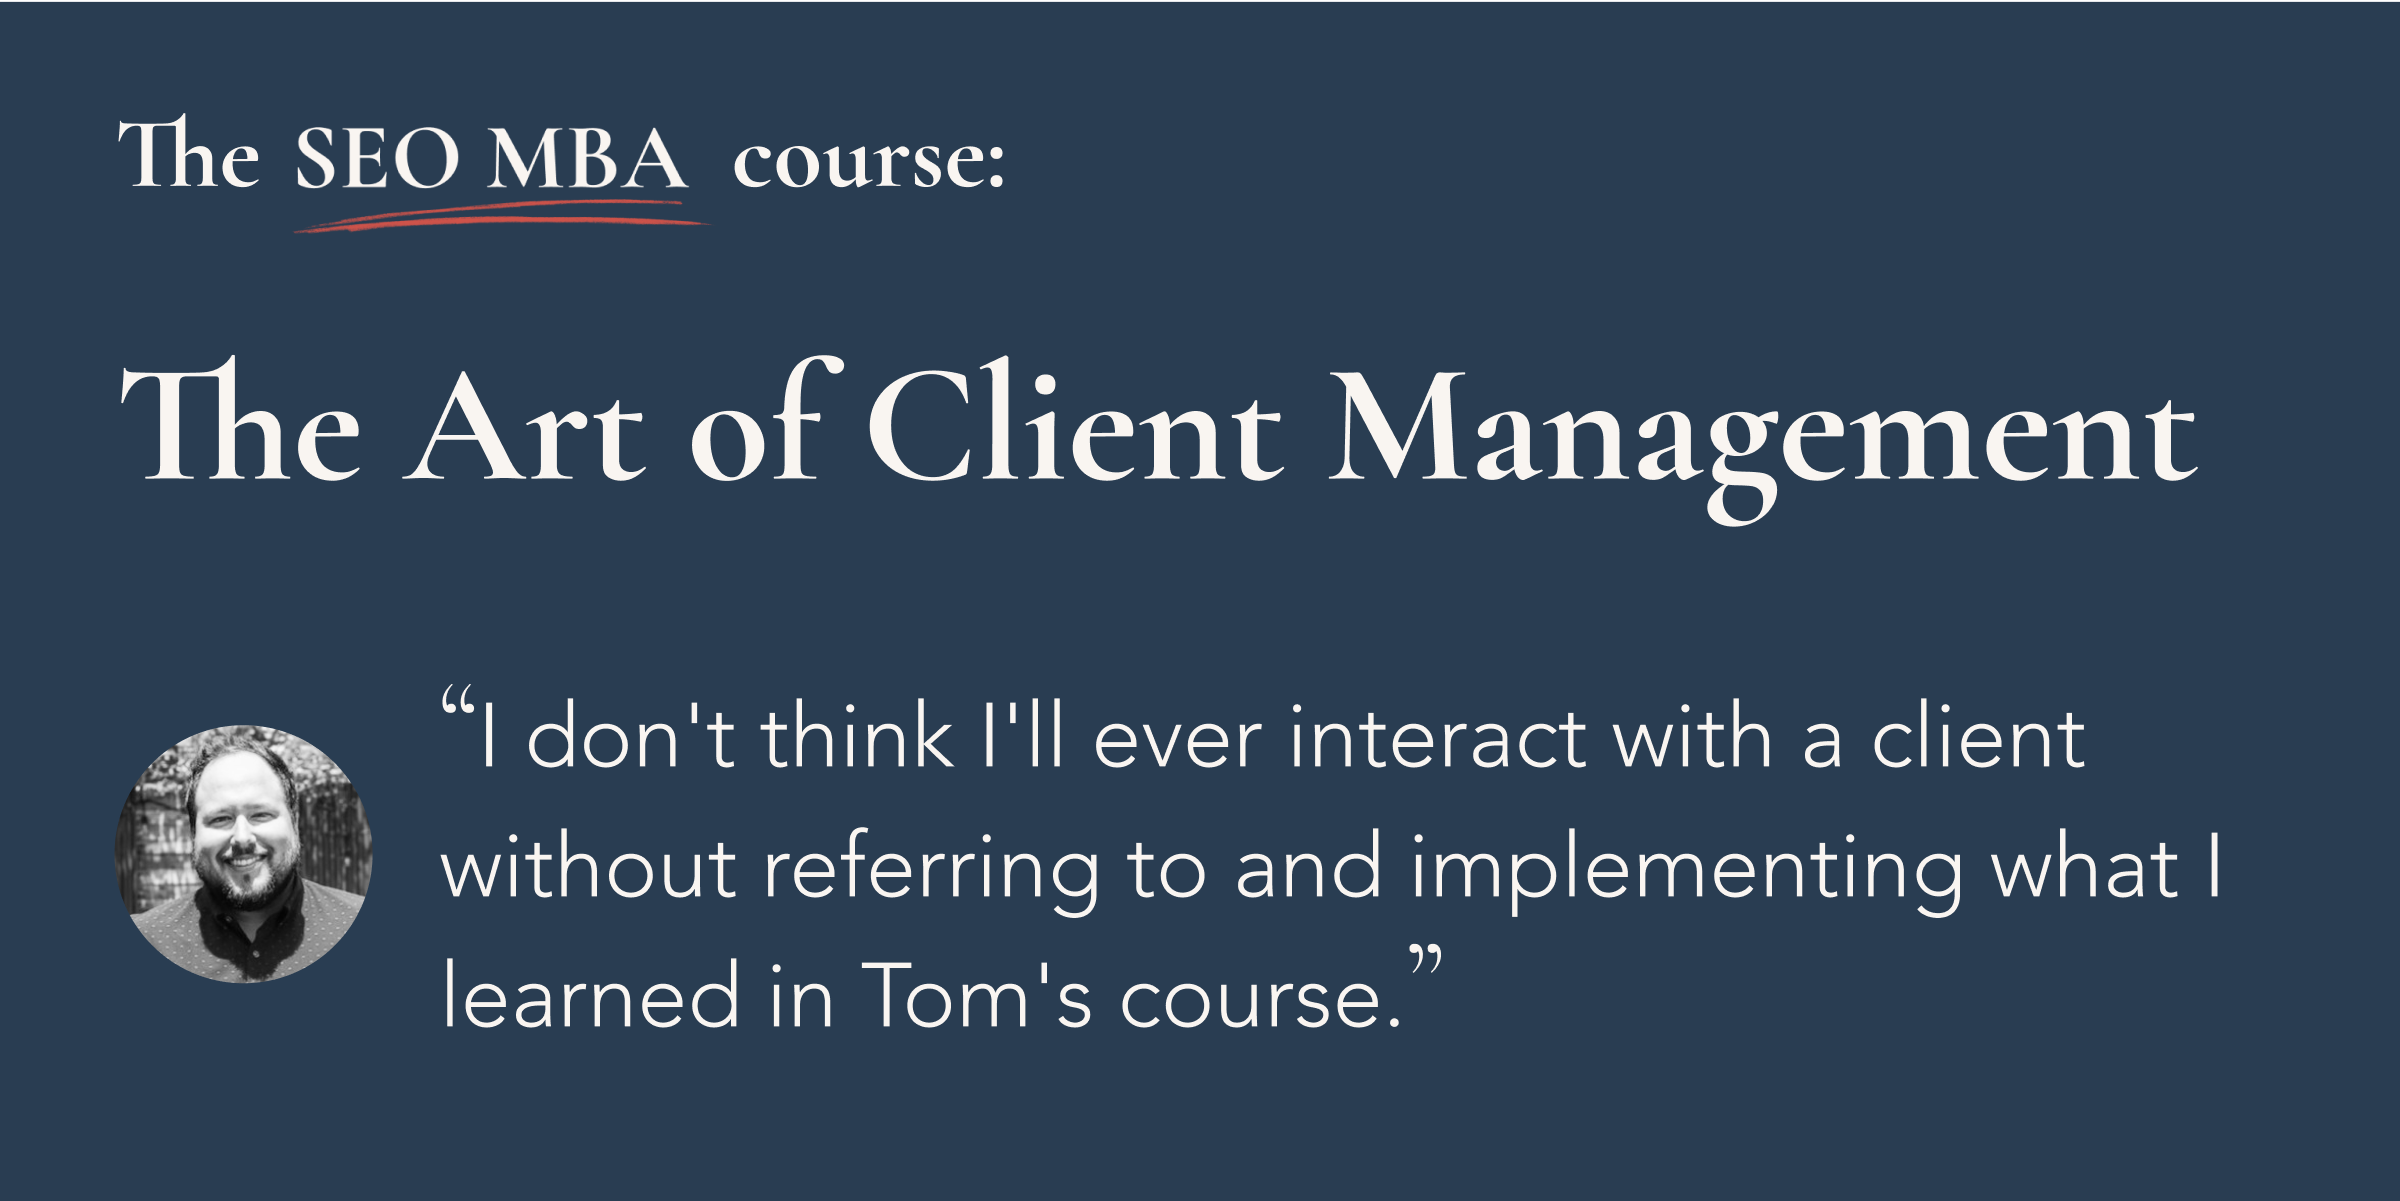 The SEO MBA course:
The Art of Client Management
“I don't think I'll ever interact with a client
without referring to and implementing what I
learned in Tom's course.”